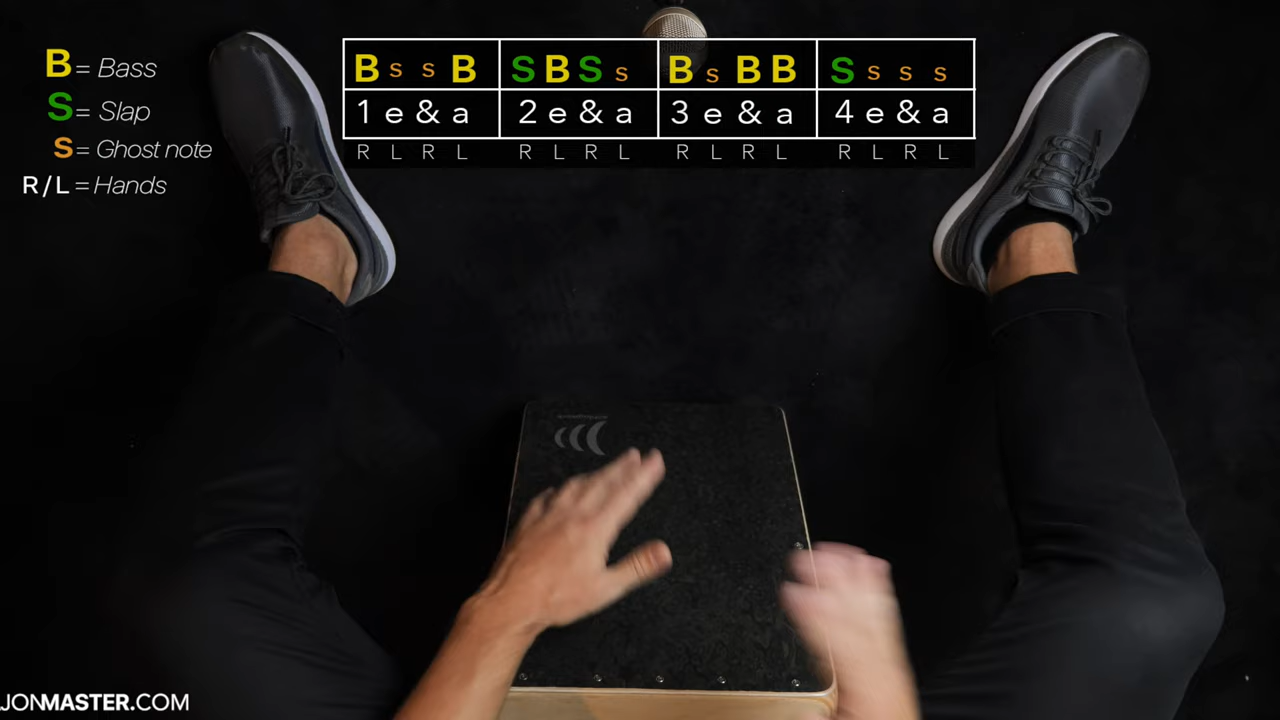 B = Bass
S = Slap
s = Ghost note
R / L = Hands
B s s B S B S s B s B B S s s s
1 e & a 2 e & a 3 e & a 4 e & a
R L R L R L R L R L R L R L R L
JONMASTER.COM